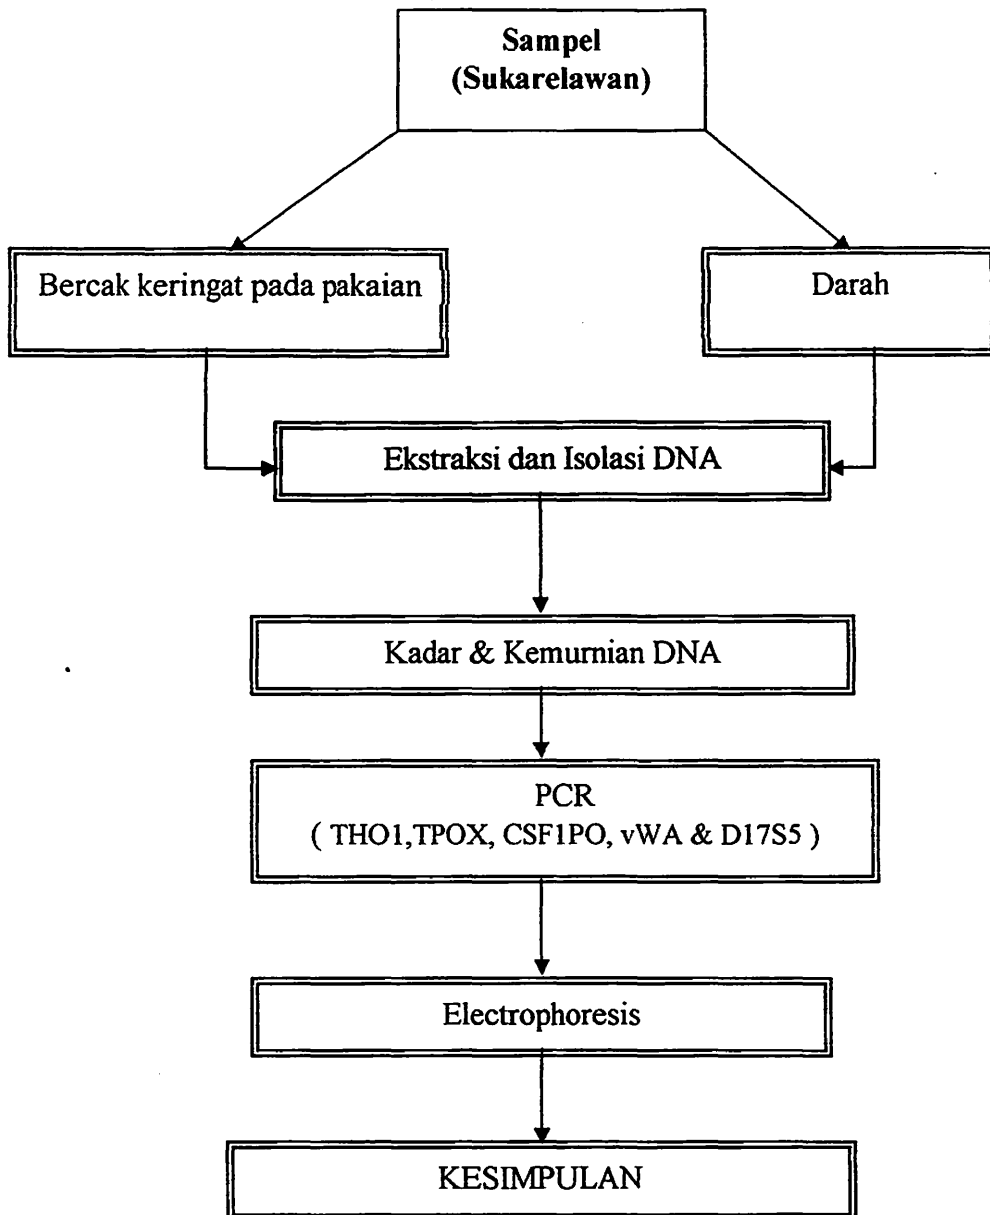 Sampel
(Sukarelawan)
Bercak keringat pada pakaian
Darah
Ekstraksi dan Isolasi DNA
Kadar & Kemurnian DNA
PCR
( THO1,TPOX, CSF1PO, vWA & D17S5 )
Electrophoresis
KESIMPULAN